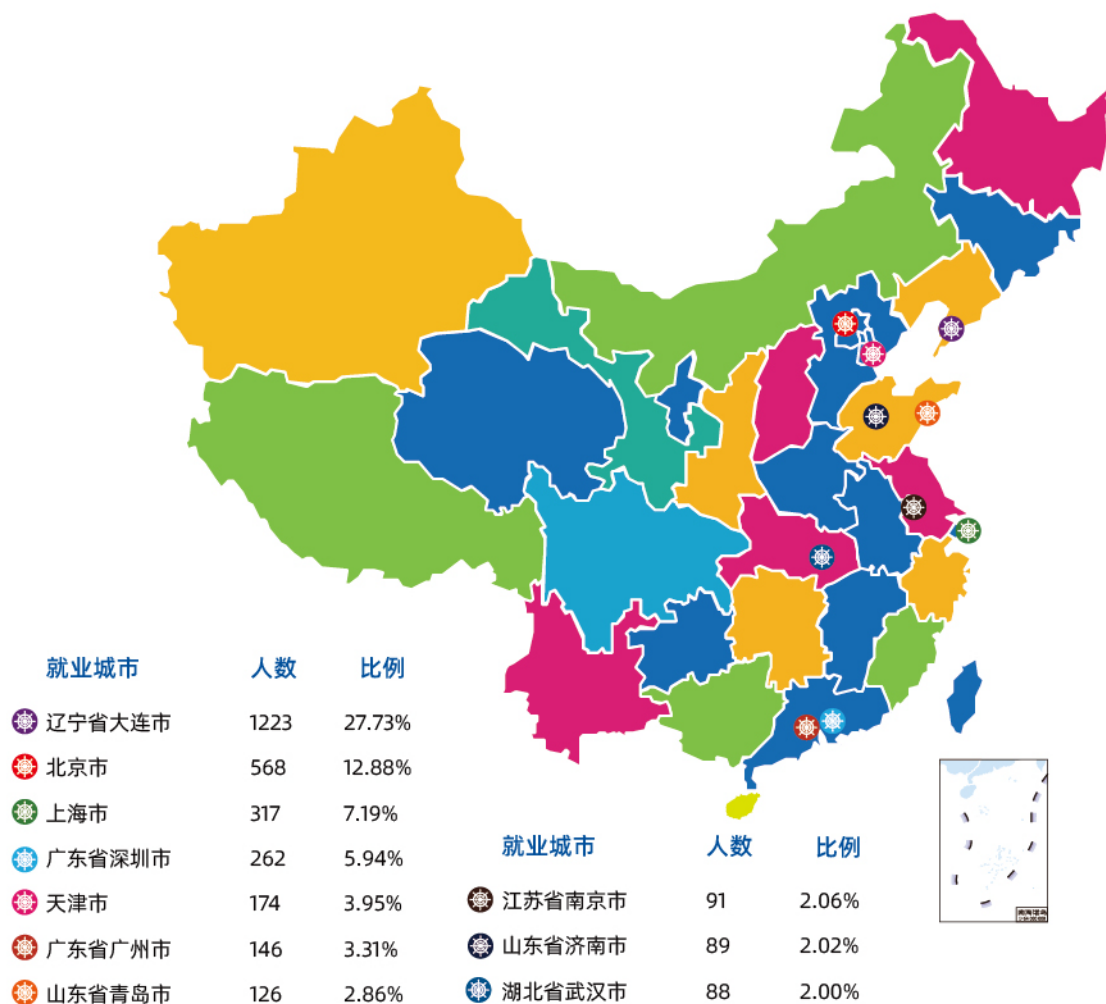 就业城市 人数 比例
辽宁省大连市 1223 27.73%
北京市 568 12.88%
上海市 317 7.19%
广东省深圳市 262 5.94%
天津市 174 3.95%
广东省广州市 146 3.31%
山东省青岛市 126 2.86%
就业城市 人数 比例
江苏省南京市 91 2.06%
山东省济南市 89 2.02%
湖北省武汉市 88 2.00%
南海诸岛